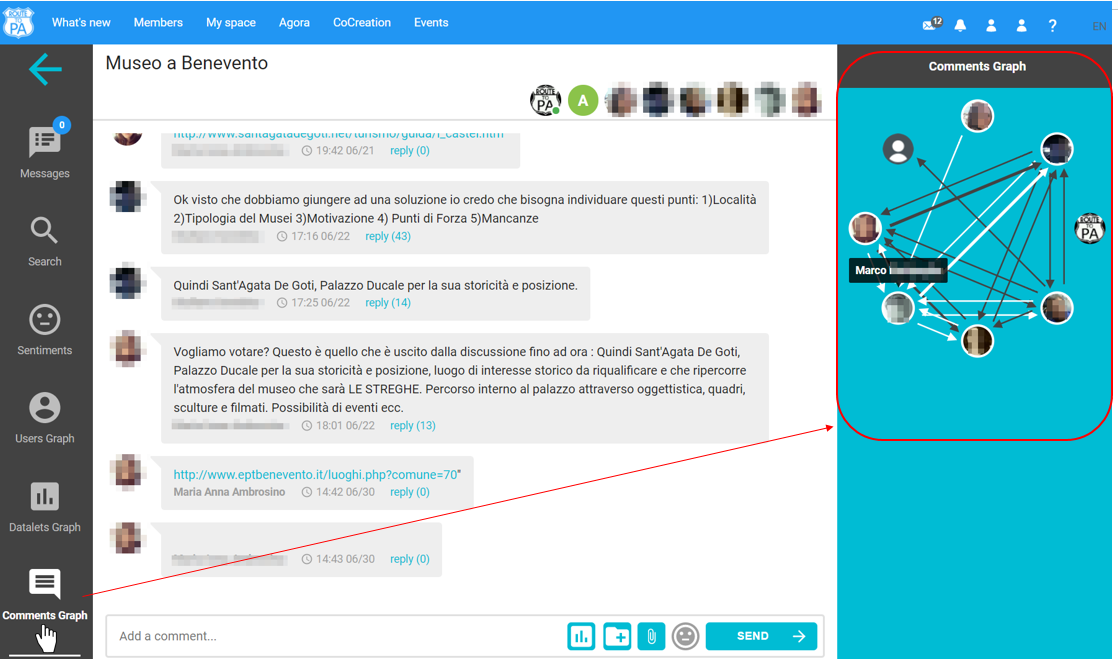 ROUTE TO PA
What's new
Members
My space
Agora
CoCreation
Events
12
?
EN
Museo a Benevento
ROUTE TO PA
A
Comments Graph
0
Messages
Search
Sentiments
Users Graph
Datalets Graph
Comments Graph
http://www.santagatadegoti.net/turismo/guida/i_castel.htm
19:42 06/21 reply (0)
Ok visto che dobbiamo giungere ad una soluzione io credo che bisogna individuare questi punti: 1)Località
2)Tipologia del Musei 3)Motivazione 4) Punti di Forza 5)Mancanze
17:16 06/22 reply (43)
Quindi Sant'Agata De Goti, Palazzo Ducale per la sua storicità e posizione.
17:25 06/22 reply (14)
Vogliamo votare? Questo è quello che è uscito dalla discussione fino ad ora : Quindi Sant'Agata De Goti,
Palazzo Ducale per la sua storicità e posizione, luogo di interesse storico da riqualificare e che ripercorre
l'atmosfera del museo che sarà LE STREGHE. Percorso interno al palazzo attraverso oggettistica, quadri,
sculture e filmati. Possibilità di eventi ecc.
18:01 06/22 reply (13)
http://www.eptbenevento.it/luoghi.php?comune=70"
Maria Anna Ambrosino 14:42 06/30 reply (0)
14:43 06/30 reply (0)
Add a comment...
SEND
ROUTE TO PA
Marco